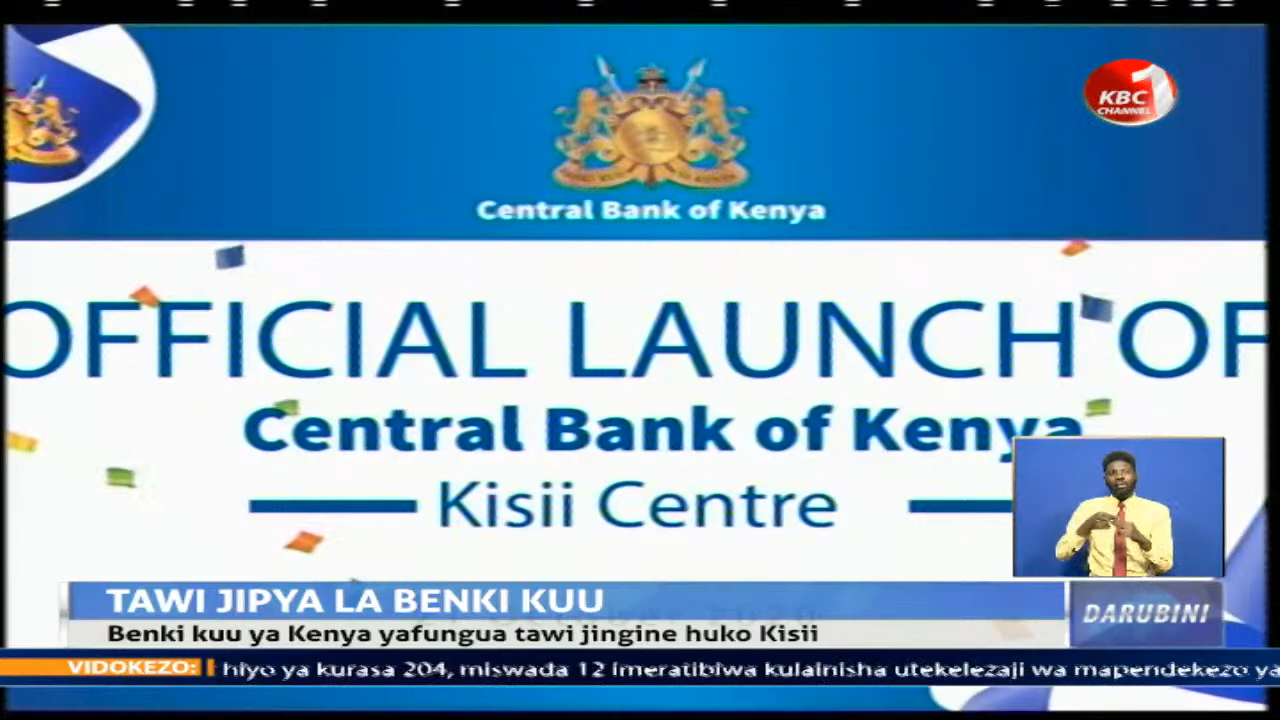 KBC
1
CHANNEL
Central Bank of Kenya
OFFICIAL LAUNCH OF
Central Bank of Kenya
Kisii Centre
TAWI JIPYA LA BENKI KUU
Benki kuu ya Kenya yafungua tawi jingine huko Kisii
DARUBINI
VIDOKEZO: hiyo ya kurasa 204, miswada 12 imeratibiwa kulainisha utekelezaji wa mapendekezo ya